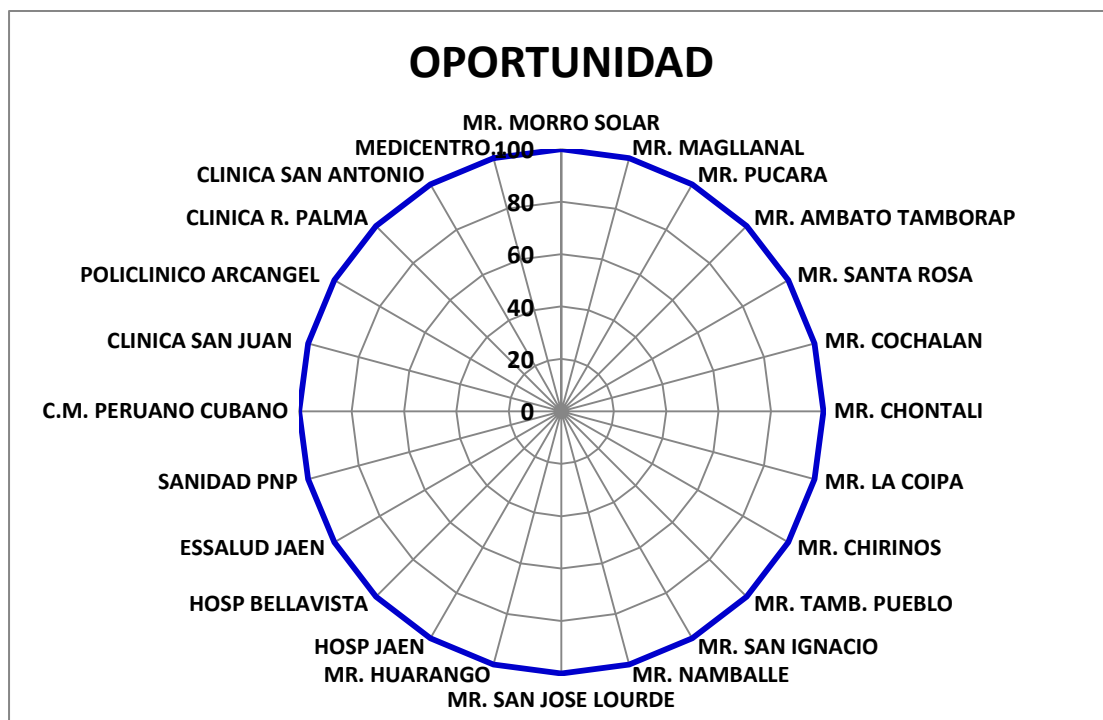 OPORTUNIDAD
MR. MORRO SOLAR
MR. MAGLLANAL
MR. PUCARA
MR. AMBATO TAMBORAP
MR. SANTA ROSA
MR. COCHALAN
MR. CHONTALI
MR. LA COIPA
MR. CHIRINOS
MR. TAMB. PUEBLO
MR. SAN IGNACIO
MR. NAMBALLE
MR. SAN JOSE LOURDE
MR. HUARANGO
HOSP JAEN
HOSP BELLAVISTA
ESSALUD JAEN
SANIDAD PNP
C.M. PERUANO CUBANO
CLINICA SAN JUAN
POLICLINICO ARCANGEL
CLINICA R. PALMA
CLINICA SAN ANTONIO
MEDICENTRO
100
80
60
40
20
0